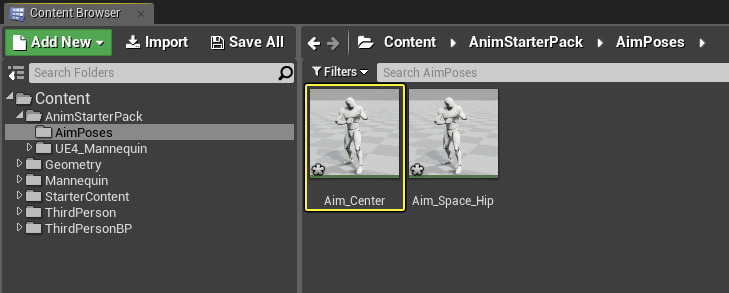 Content Browser
Add New Import Save All Content AnimStarterPack AimPoses
Search Folders Filters Search AimPoses
Content
AnimStarterPack
AimPoses
UE4_Mannequin
Geometry
Mannequin
StarterContent
ThirdPerson
ThirdPersonBP
Aim_Center Aim_Space_Hip